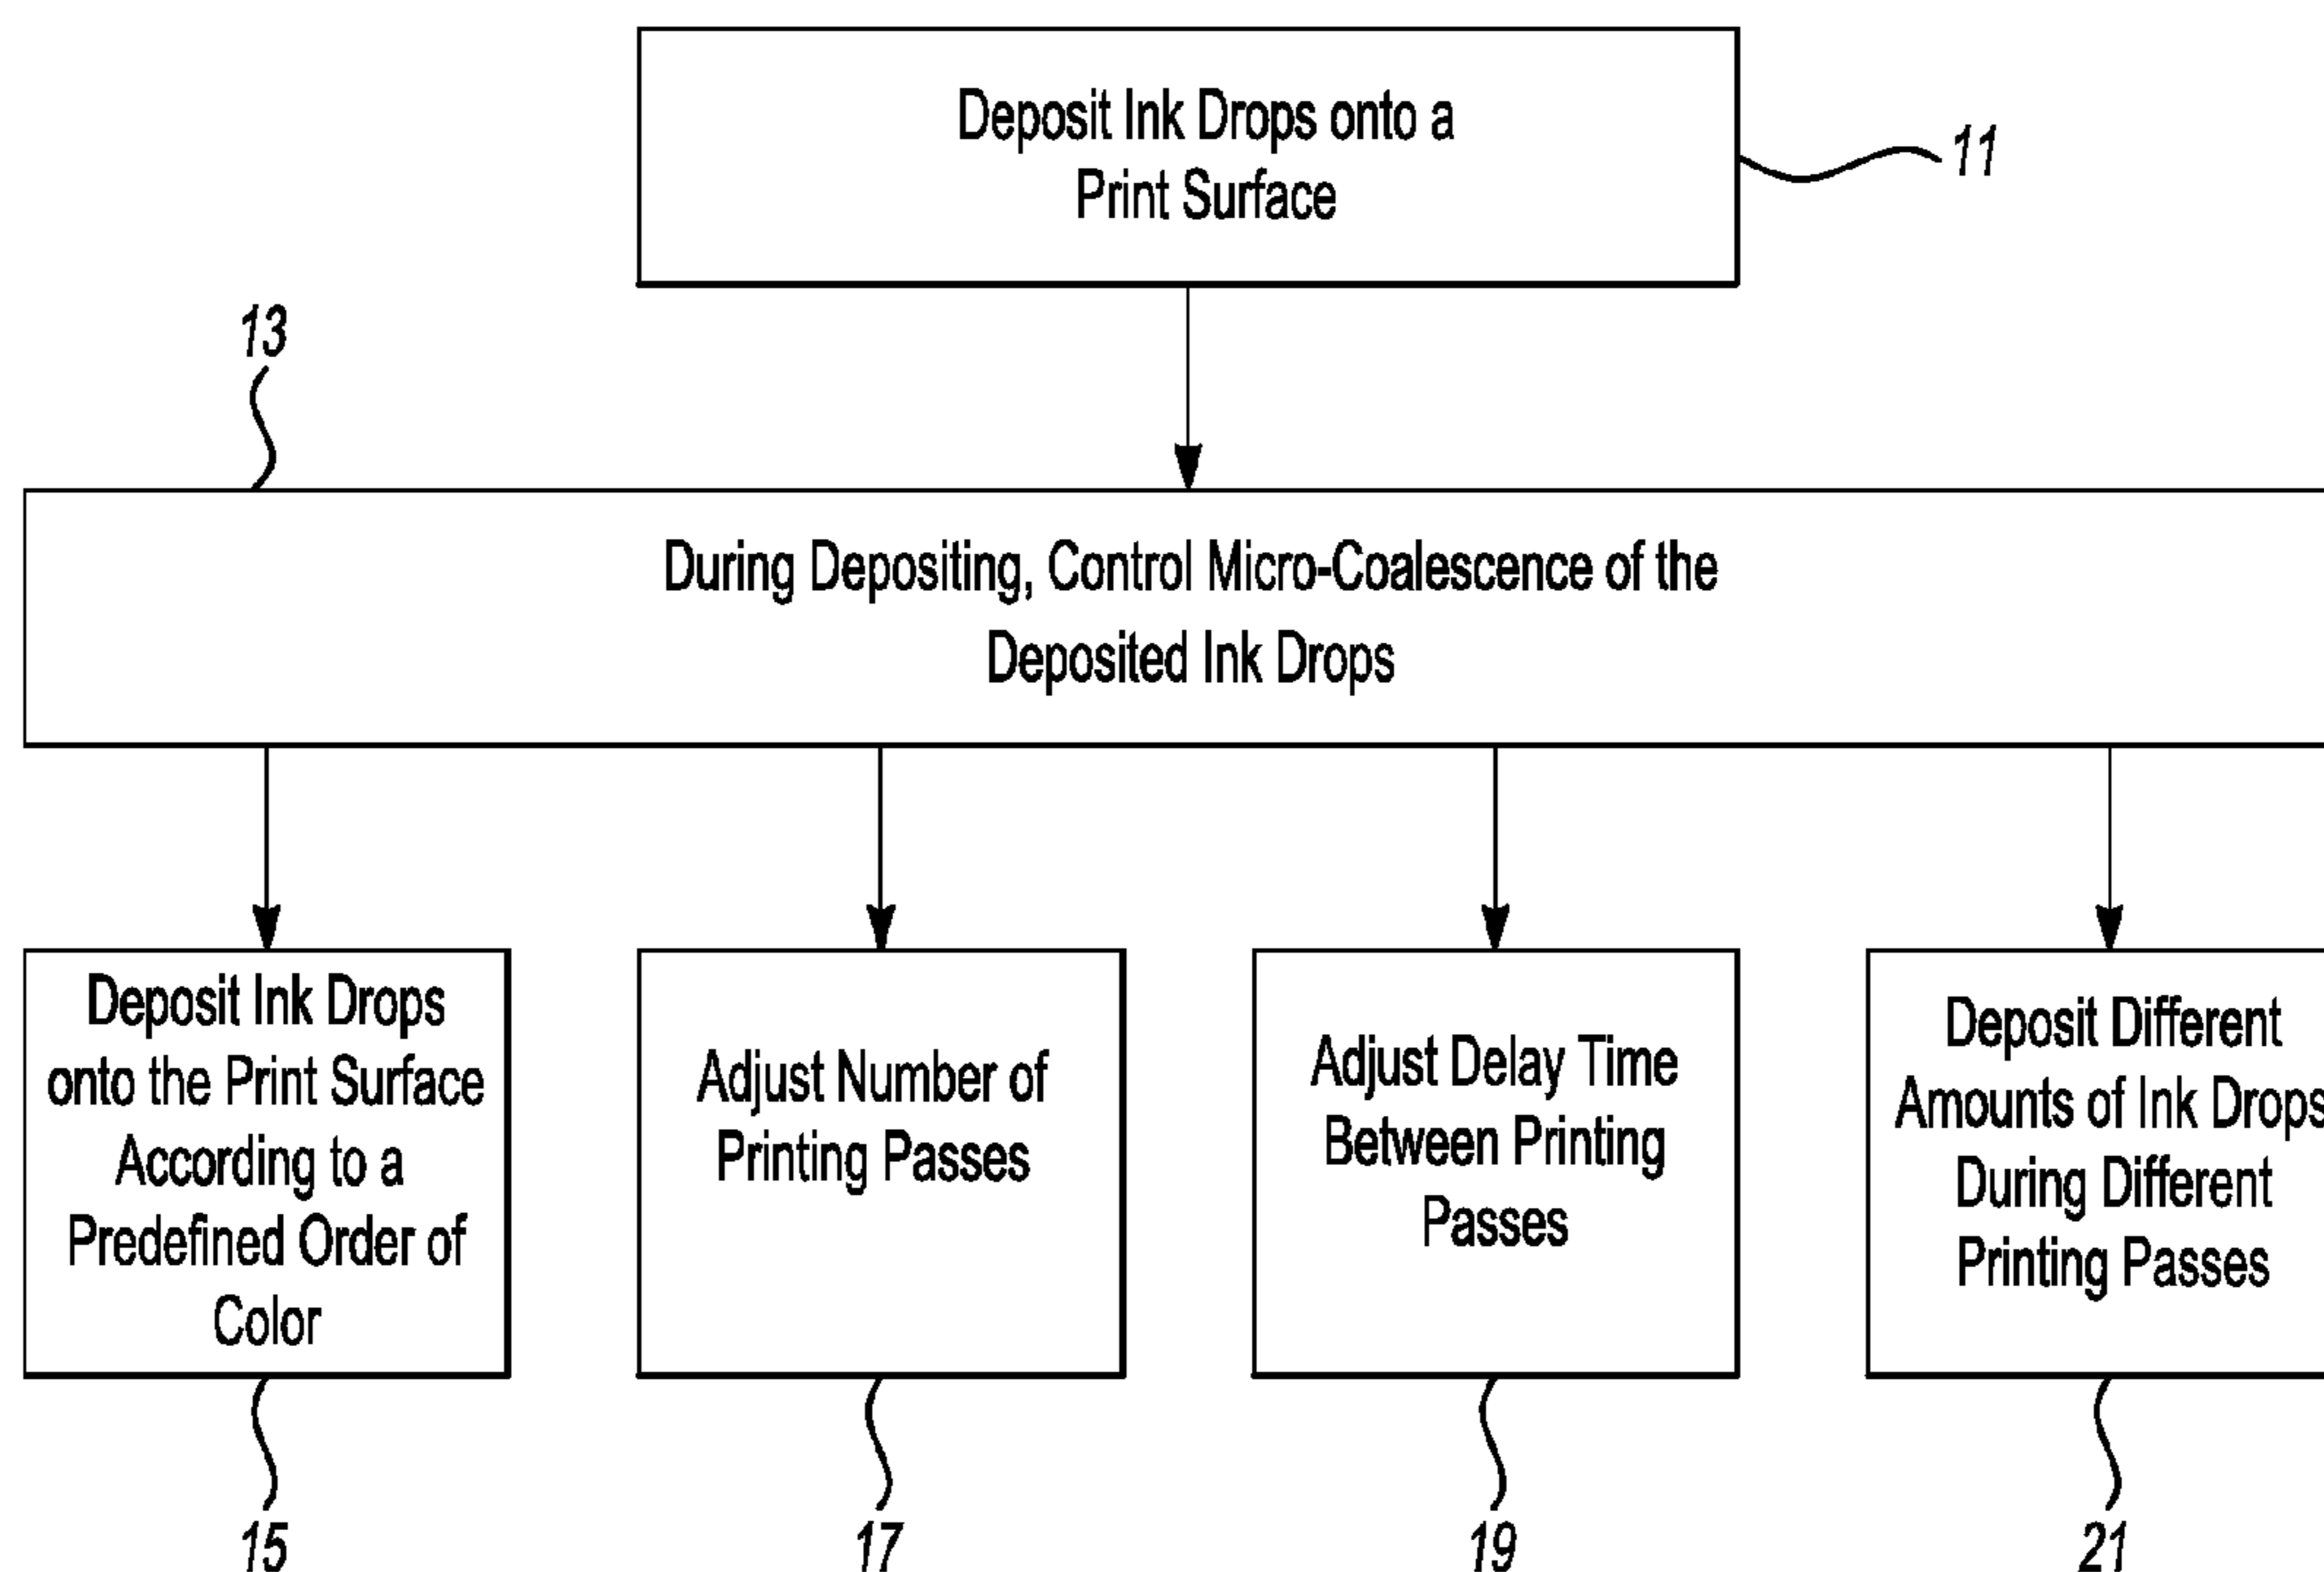 Deposit Ink Drops onto a
Print Surface
11
13
During Depositing, Control Micro-Coalescence of the
Deposited Ink Drops
Deposit Ink Drops
onto the Print Surface
According to a
Predefined Order of
Color
Adjust Number of
Printing Passes
Adjust Delay Time
Between Printing
Passes
Deposit Different
Amounts of Ink Drops
During Different
Printing Passes
15
17
19
21